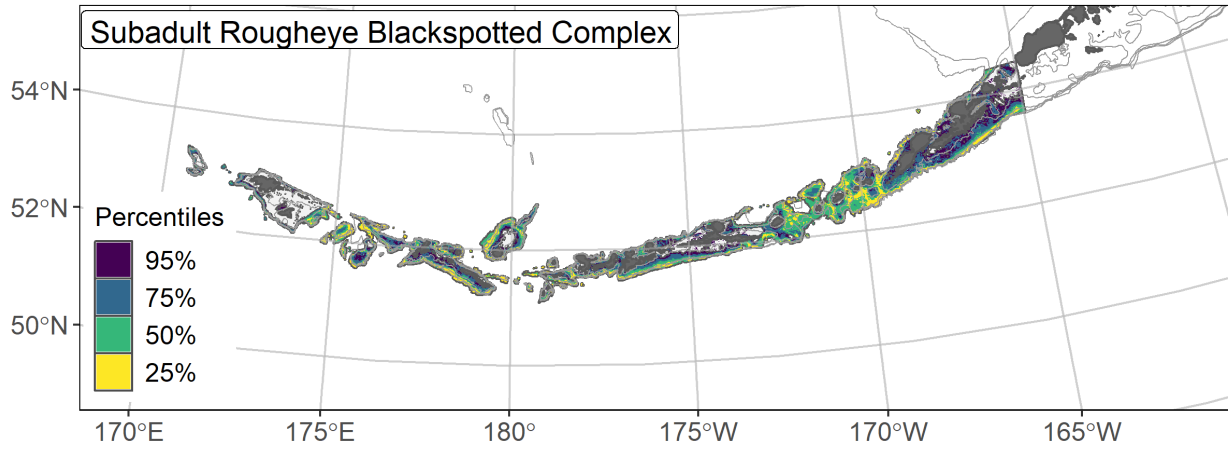 Subadult Rougheye Blackspotted Complex
54°N
52°N
50°N
Percentiles
95%
75%
50%
25%
170°E
175°E
180°
175°W
170°W
165°W